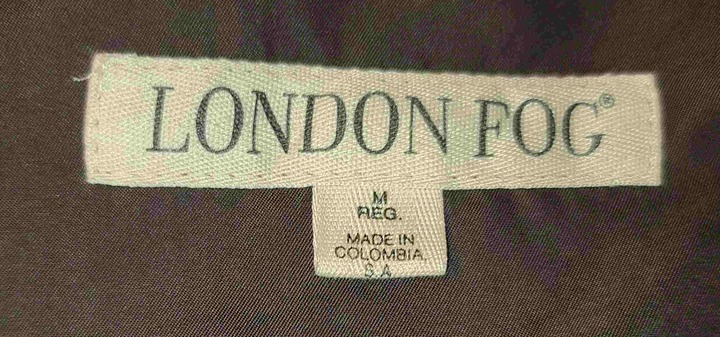 LONDON FOG®
M
REG.
MADE IN
COLOMBIA,
S.A.